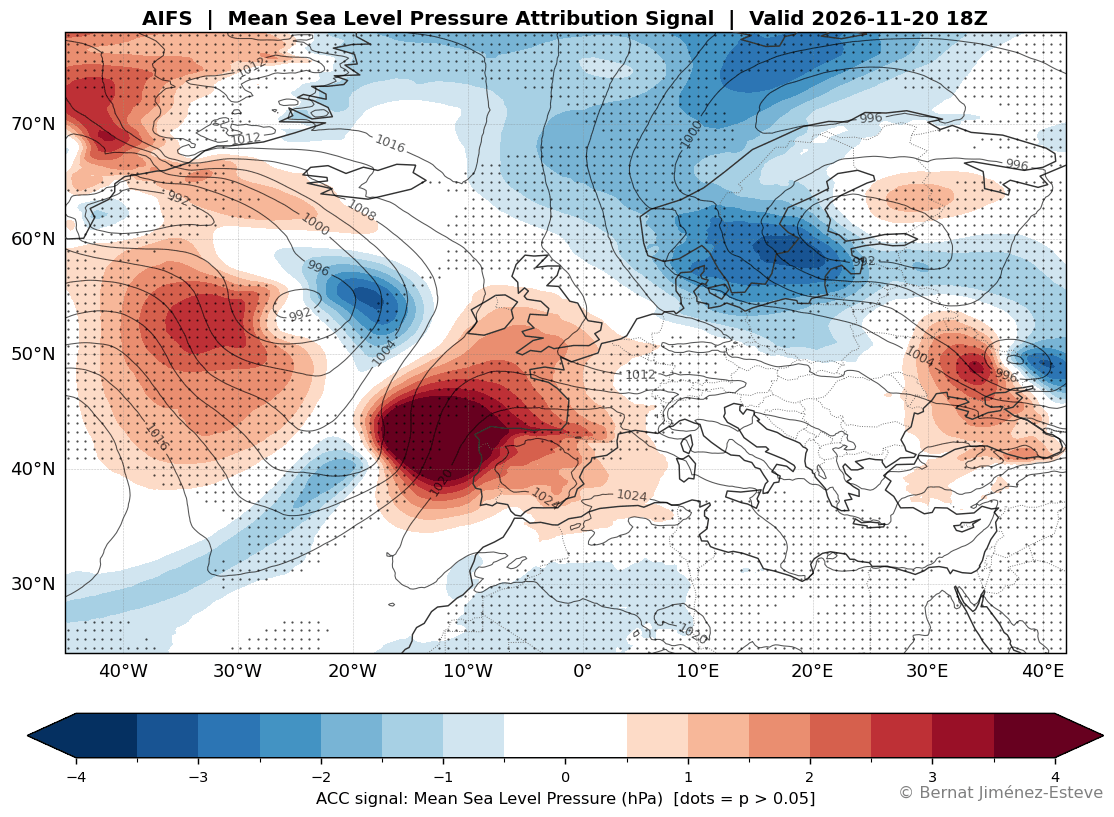 AIFS | Mean Sea Level Pressure Attribution Signal | Valid 2026-11-20 18Z
1012
1012
1016
1000
996
996
70°N
992
1008
1000
996
992
60°N
992
1004
1004
996
50°N
1012
1016
1020
1024
1024
40°N
30°N
1020
40°W 30°W 20°W 10°W 0° 10°E 20°E 30°E 40°E
−4 −3 −2 −1 0 1 2 3 4
ACC signal: Mean Sea Level Pressure (hPa) [dots = p > 0.05]
© Bernat Jiménez-Esteve